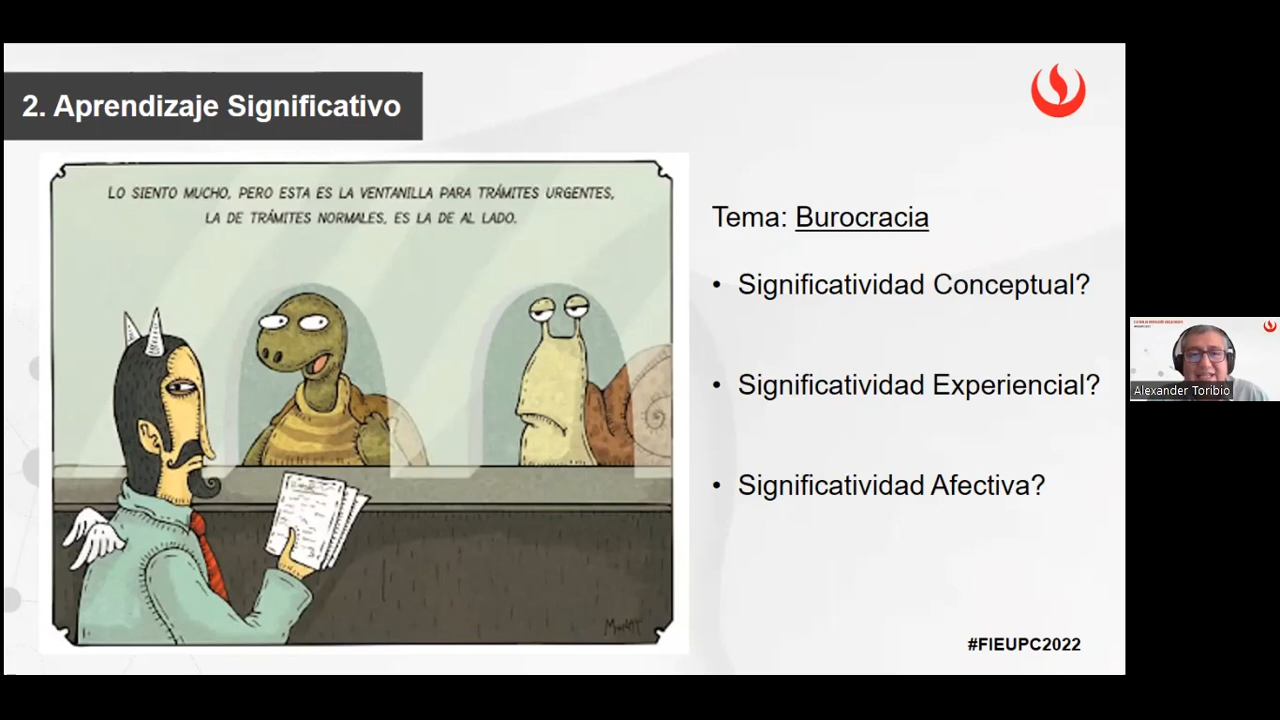 2. Aprendizaje Significativo
LO SIENTO MUCHO, PERO ESTA ES LA VENTANILLA PARA TRÁMITES URGENTES,
LA DE TRÁMITES NORMALES, ES LA DE AL LADO.
Tema: Burocracia
• Significatividad Conceptual?
• Significatividad Experiencial?
• Significatividad Afectiva?
#FIEUPC2022
Alexander Toribio